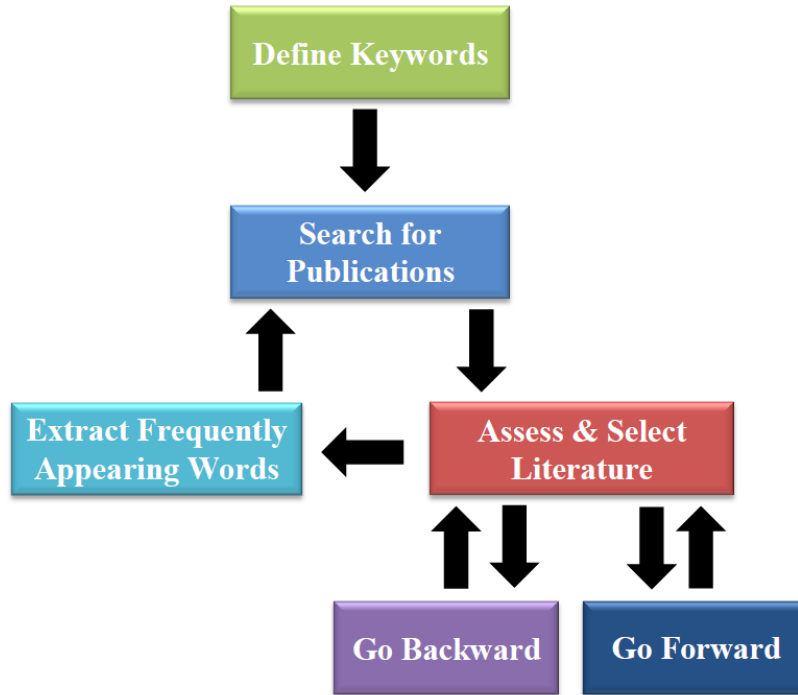 Define Keywords
Search for
Publications
Extract Frequently
Appearing Words
Assess & Select
Literature
Go Backward
Go Forward